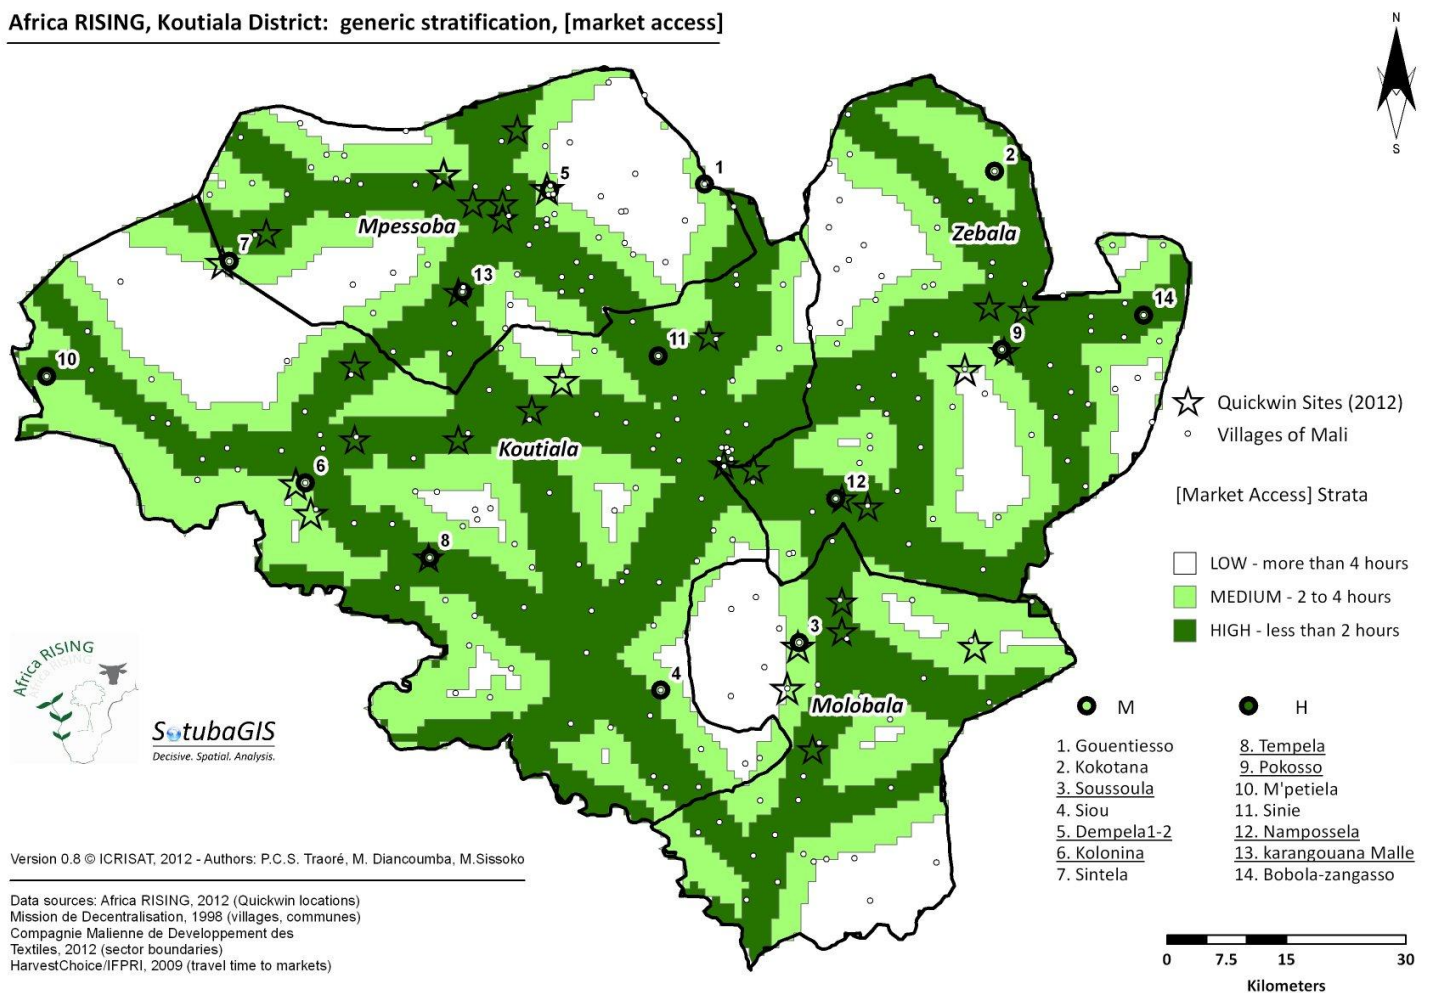 Africa RISING, Koutiala District: generic stratification, [market access]
N
S
1
2
5
Mpessoba
Zebala
7
13
14
11
9
10
Koutiala
6
12
8
3
4
Molobala
Quickwin Sites (2012)
Villages of Mali
[Market Access] Strata
LOW - more than 4 hours
MEDIUM - 2 to 4 hours
HIGH - less than 2 hours
M
1. Gouentiesso
2. Kokotana
3. Soussoula
4. Siou
5. Dempela1-2
6. Kolonina
7. Sintela
H
8. Tempela
9. Pokosso
10. M'petiela
11. Sinie
12. Nampossela
13. karangouana Malle
14. Bobola-zangasso
Africa RISING
Africa RISING
SotubaGIS
Decisive. Spatial. Analysis.
Version 0.8 © ICRISAT, 2012 - Authors: P.C.S. Traoré, M. Diancoumba, M.Sissoko
Data sources: Africa RISING, 2012 (Quickwin locations)
Mission de Decentralisation, 1998 (villages, communes)
Compagnie Malienne de Developpement des
Textiles, 2012 (sector boundaries)
HarvestChoice/IFPRI, 2009 (travel time to markets)
0 7.5 15 30
Kilometers